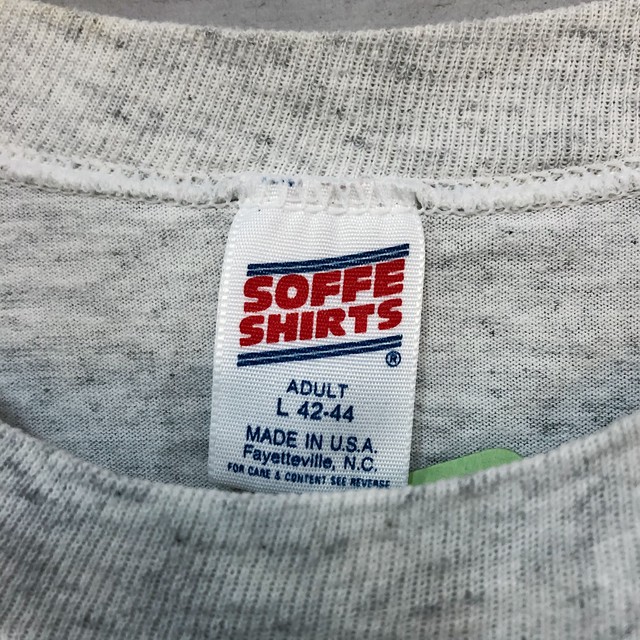 SOFFE
SHIRTS
®
ADULT
L 42-44
MADE IN U.S.A.
Fayetteville, N.C.
FOR CARE & CONTENT SEE REVERSE